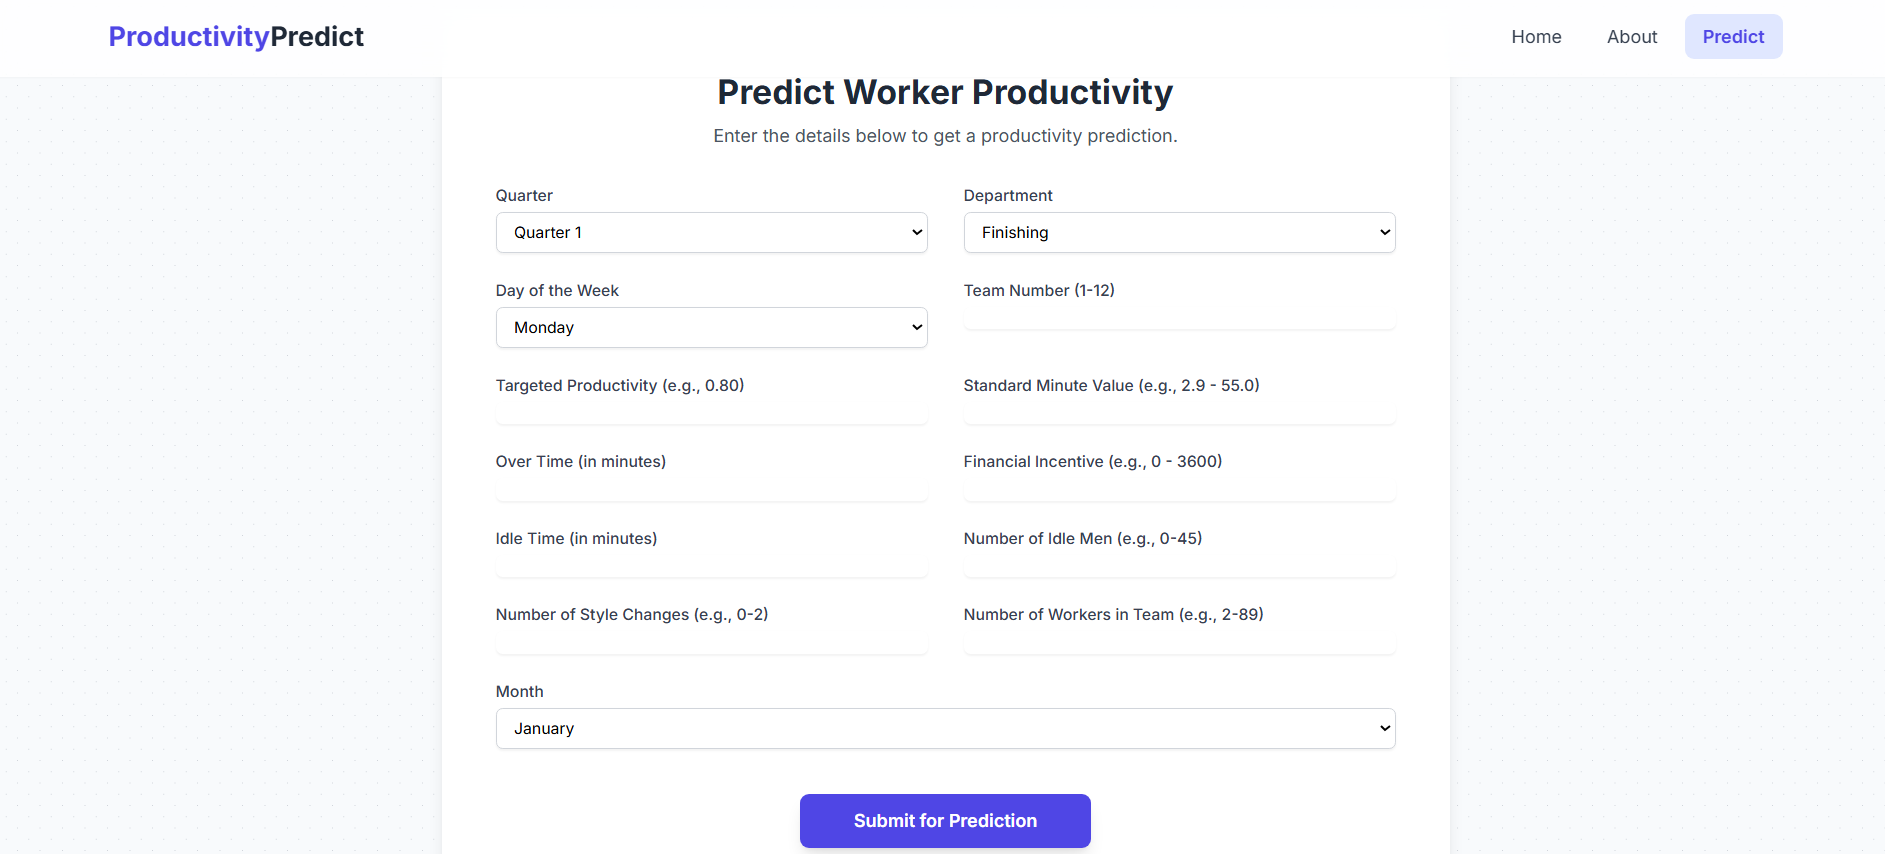 ProductivityPredict
Home About Predict
Predict Worker Productivity
Enter the details below to get a productivity prediction.
Quarter
Quarter 1
Department
Finishing
Day of the Week
Monday
Team Number (1-12)
Targeted Productivity (e.g., 0.80)
Standard Minute Value (e.g., 2.9 - 55.0)
Over Time (in minutes)
Financial Incentive (e.g., 0 - 3600)
Idle Time (in minutes)
Number of Idle Men (e.g., 0-45)
Number of Style Changes (e.g., 0-2)
Number of Workers in Team (e.g., 2-89)
Month
January
Submit for Prediction